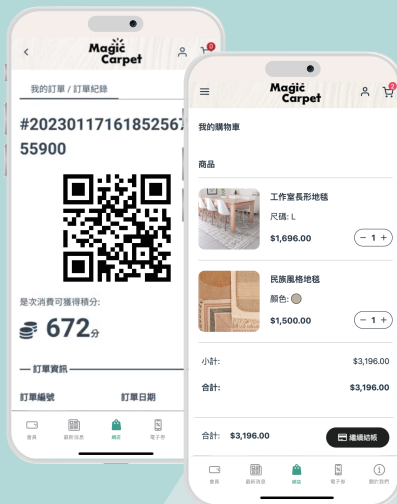 Magic
Carpet
0
我的訂單 / 訂單紀錄
#2023011716185256
55900
是次消費可獲得積分:
672分
訂單資訊
訂單編號
訂單日期
會員
最新消息
網店
電子券
Magic
Carpet
2
我的購物車
商品
工作室長形地毯
尺碼: L
$1,696.00
− 1 +
民族風格地毯
顏色:
$1,500.00
− 1 +
小計:
$3,196.00
合計:
$3,196.00
合計: $3,196.00
繼續結帳
會員
最新消息
網店
電子券
關於我們